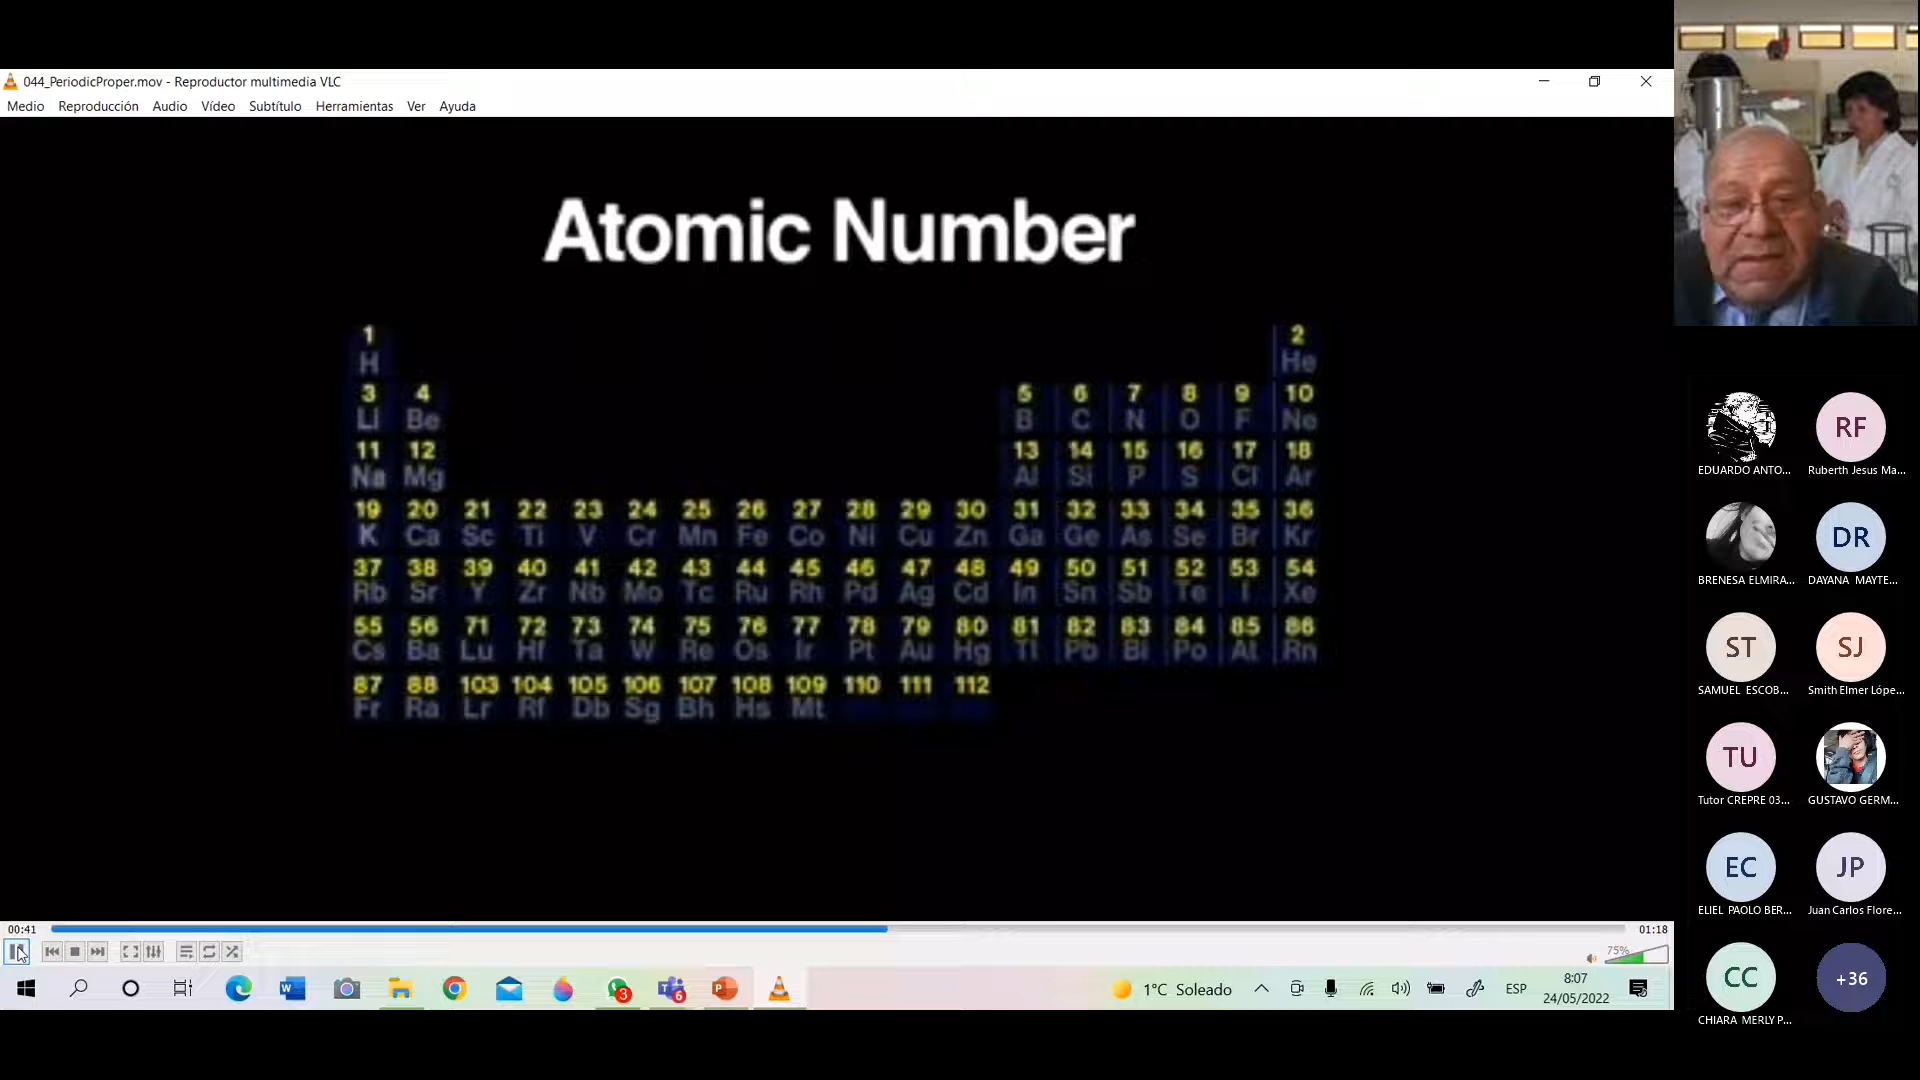 044_PeriodicProper.mov - Reproductor multimedia VLC
Medio Reproducción Audio Vídeo Subtítulo Herramientas Ver Ayuda
Atomic Number
1 2
H He
3 4 5 6 7 8 9 10
Li Be B C N O F Ne
11 12 13 14 15 16 17 18
Na Mg Al Si P S Cl Ar
19 20 21 22 23 24 25 26 27 28 29 30 31 32 33 34 35 36
K Ca Sc Ti V Cr Mn Fe Co Ni Cu Zn Ga Ge As Se Br Kr
37 38 39 40 41 42 43 44 45 46 47 48 49 50 51 52 53 54
Rb Sr Y Zr Nb Mo Tc Ru Rh Pd Ag Cd In Sn Sb Te I Xe
55 56 71 72 73 74 75 76 77 78 79 80 81 82 83 84 85 86
Cs Ba Lu Hf Ta W Re Os Ir Pt Au Hg Tl Pb Bi Po At Rn
87 88 103 104 105 106 107 108 109 110 111 112
Fr Ra Lr Rf Db Sg Bh Hs Mt
00:41 01:18
75%
3 6
1°C Soleado ESP 8:07
24/05/2022
RF
EDUARDO ANTO... Ruberth Jesus Ma...
DR
BRENESA ELMIRA... DAYANA MAYTE...
ST SJ
SAMUEL ESCOB... Smith Elmer Lópe...
TU
Tutor CREPRE 03... GUSTAVO GERM...
EC JP
ELIEL PAOLO BER... Juan Carlos Flore...
CC +36
CHIARA MERLY P...